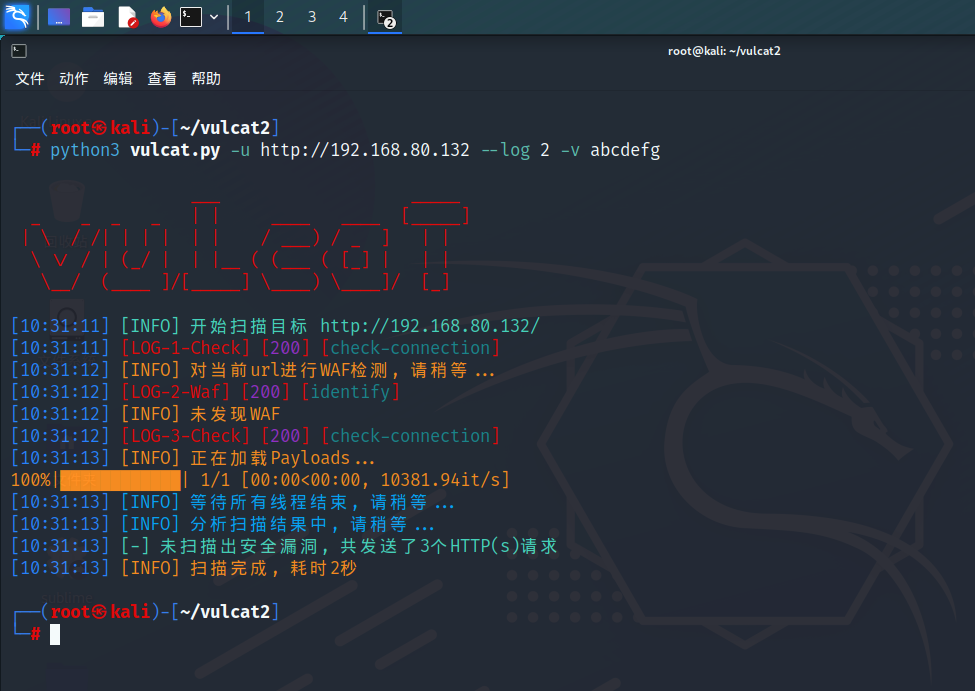 1 2 3 4 2
root@kali: ~/vulcat2
文件 动作 编辑 查看 帮助
┌──(root㉿kali)-[~/vulcat2]
└─# python3 vulcat.py -u http://192.168.80.132 --log 2 -v abcdefg
vulcat
[10:31:11] [INFO] 开始扫描目标 http://192.168.80.132/
[10:31:11] [LOG-1-Check] [200] [check-connection]
[10:31:12] [INFO] 对当前url进行WAF检测, 请稍等...
[10:31:12] [LOG-2-Waf] [200] [identify]
[10:31:12] [INFO] 未发现WAF
[10:31:12] [LOG-3-Check] [200] [check-connection]
[10:31:13] [INFO] 正在加载Payloads...
100%|██████████| 1/1 [00:00<00:00, 10381.94it/s]
[10:31:13] [INFO] 等待所有线程结束, 请稍等...
[10:31:13] [INFO] 分析扫描结果中, 请稍等...
[10:31:13] [-] 未扫描出安全漏洞, 共发送了3个HTTP(s)请求
[10:31:13] [INFO] 扫描完成, 耗时2秒
┌──(root㉿kali)-[~/vulcat2]
└─#